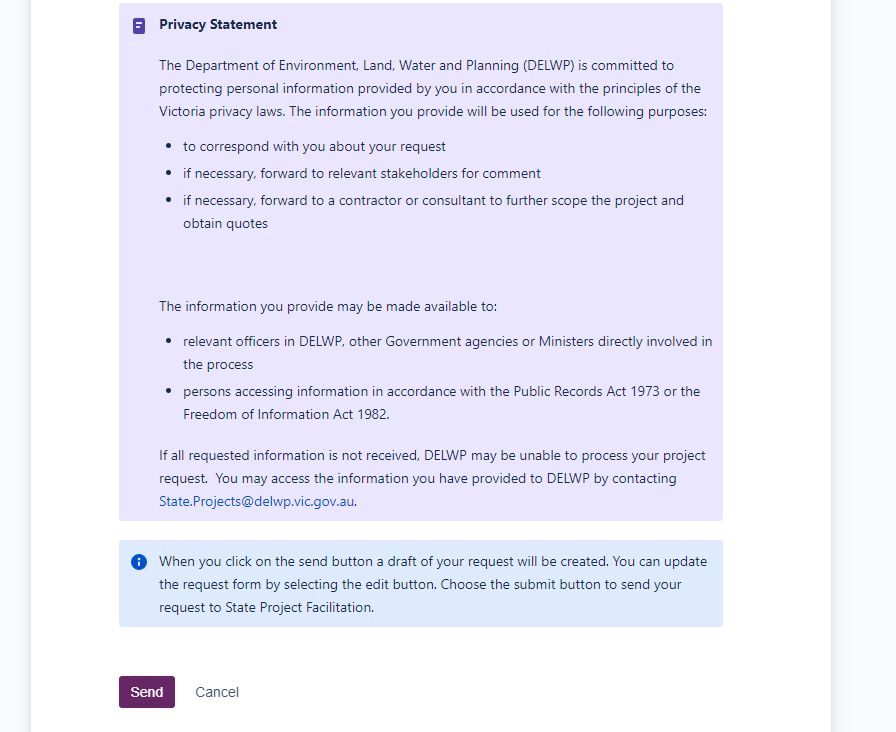 Privacy Statement
The Department of Environment, Land, Water and Planning (DELWP) is committed to
protecting personal information provided by you in accordance with the principles of the
Victoria privacy laws. The information you provide will be used for the following purposes:
• to correspond with you about your request
• if necessary, forward to relevant stakeholders for comment
• if necessary, forward to a contractor or consultant to further scope the project and
obtain quotes
The information you provide may be made available to:
• relevant officers in DELWP, other Government agencies or Ministers directly involved in
the process
• persons accessing information in accordance with the Public Records Act 1973 or the
Freedom of Information Act 1982.
If all requested information is not received, DELWP may be unable to process your project
request.  You may access the information you have provided to DELWP by contacting
State.Projects@delwp.vic.gov.au.
When you click on the send button a draft of your request will be created. You can update
the request form by selecting the edit button. Choose the submit button to send your
request to State Project Facilitation.
Send Cancel